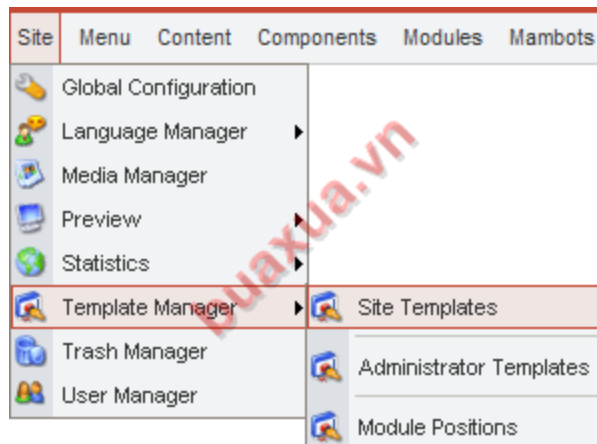 Site Menu Content Components Modules Mambots
Global Configuration
Language Manager
Media Manager
Preview
Statistics
Template Manager
Trash Manager
User Manager
Site Templates
Administrator Templates
Module Positions
buaxua.vn